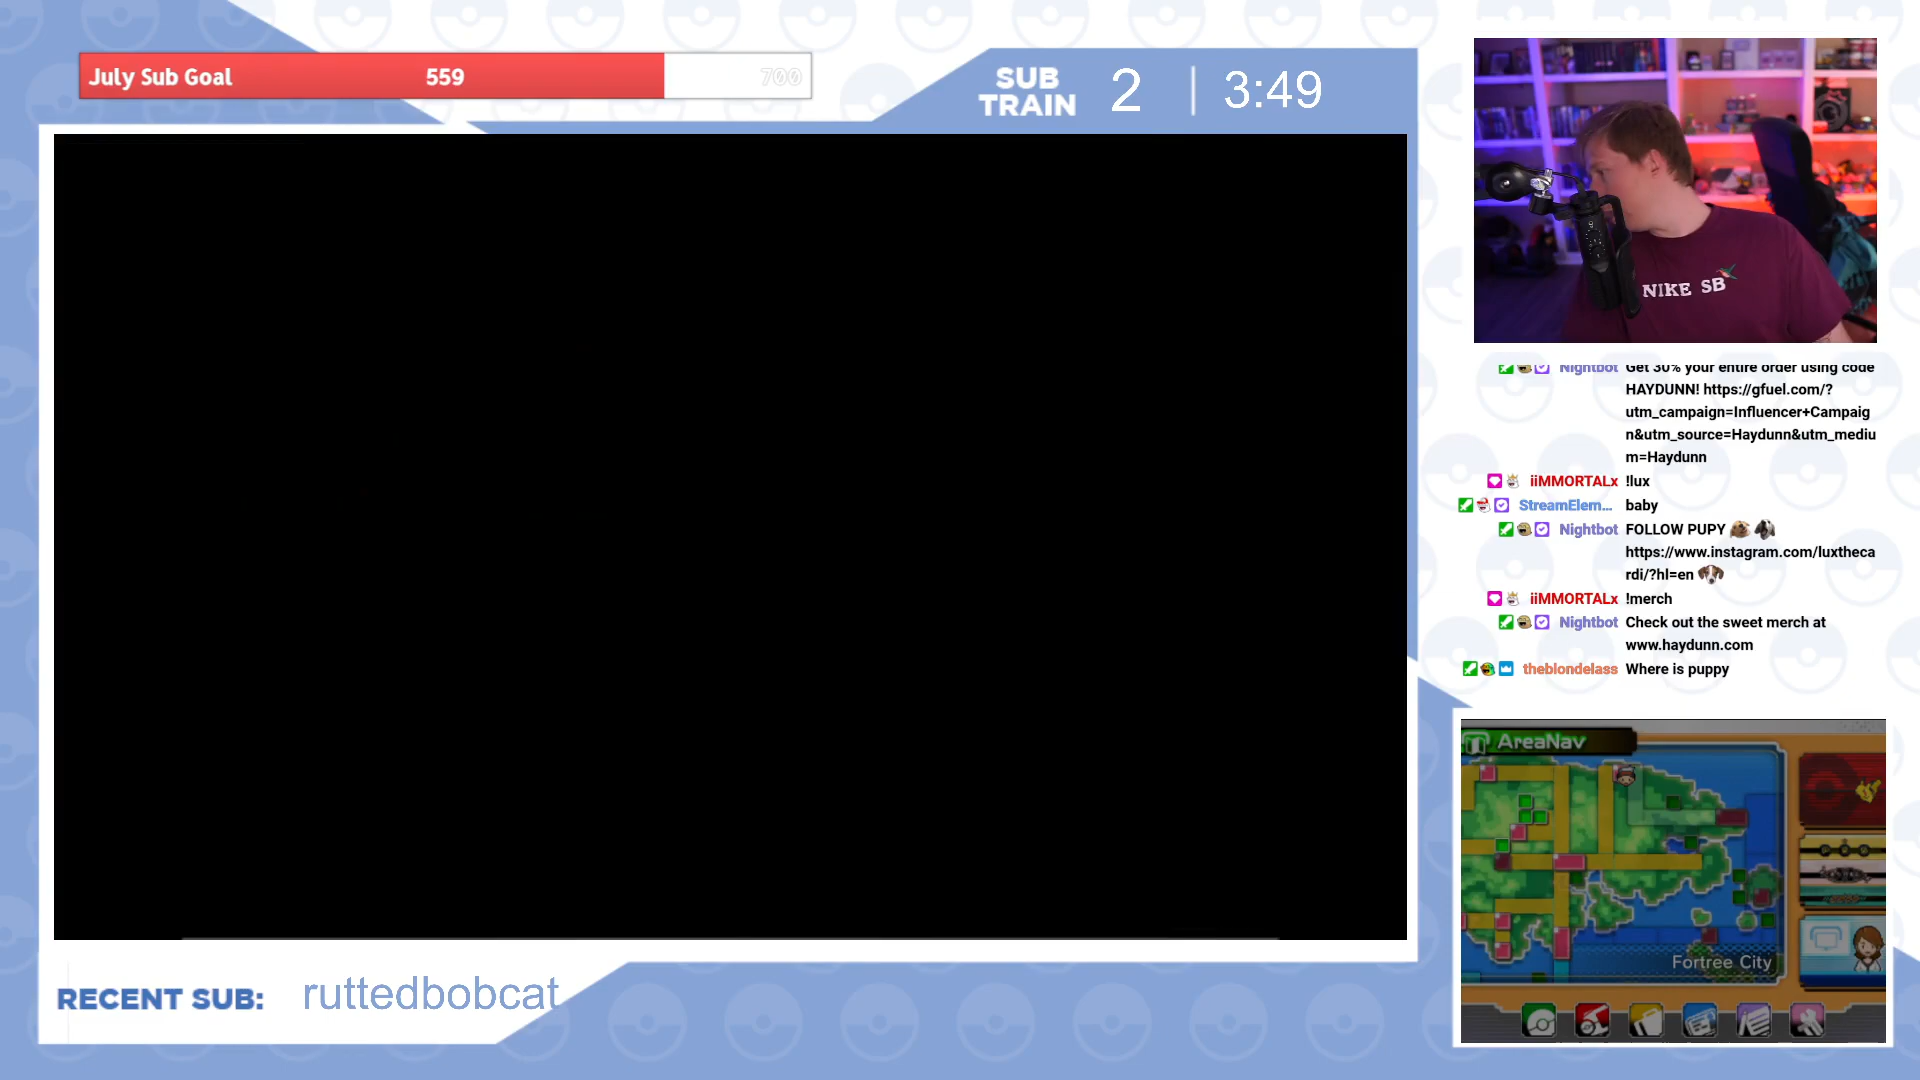 July Sub Goal 559 700
SUB TRAIN 2 3:49
NIKE SB
Nightbot Get 30% your entire order using code
HAYDUNN! https://gfuel.com/?
utm_campaign=Influencer+Campaig
n&utm_source=Haydunn&utm_mediu
m=Haydunn
iiMMORTALx !lux
StreamElem... baby
Nightbot FOLLOW PUPY
https://www.instagram.com/luxtheca
rdi/?hl=en
iiMMORTALx !merch
Nightbot Check out the sweet merch at
www.haydunn.com
theblondelass Where is puppy
AreaNav
Fortree City
RECENT SUB: ruttedbobcat